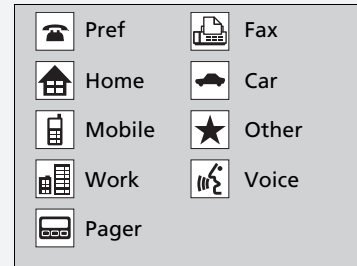 Pref Fax
Home Car
Mobile Other
Work Voice
Pager